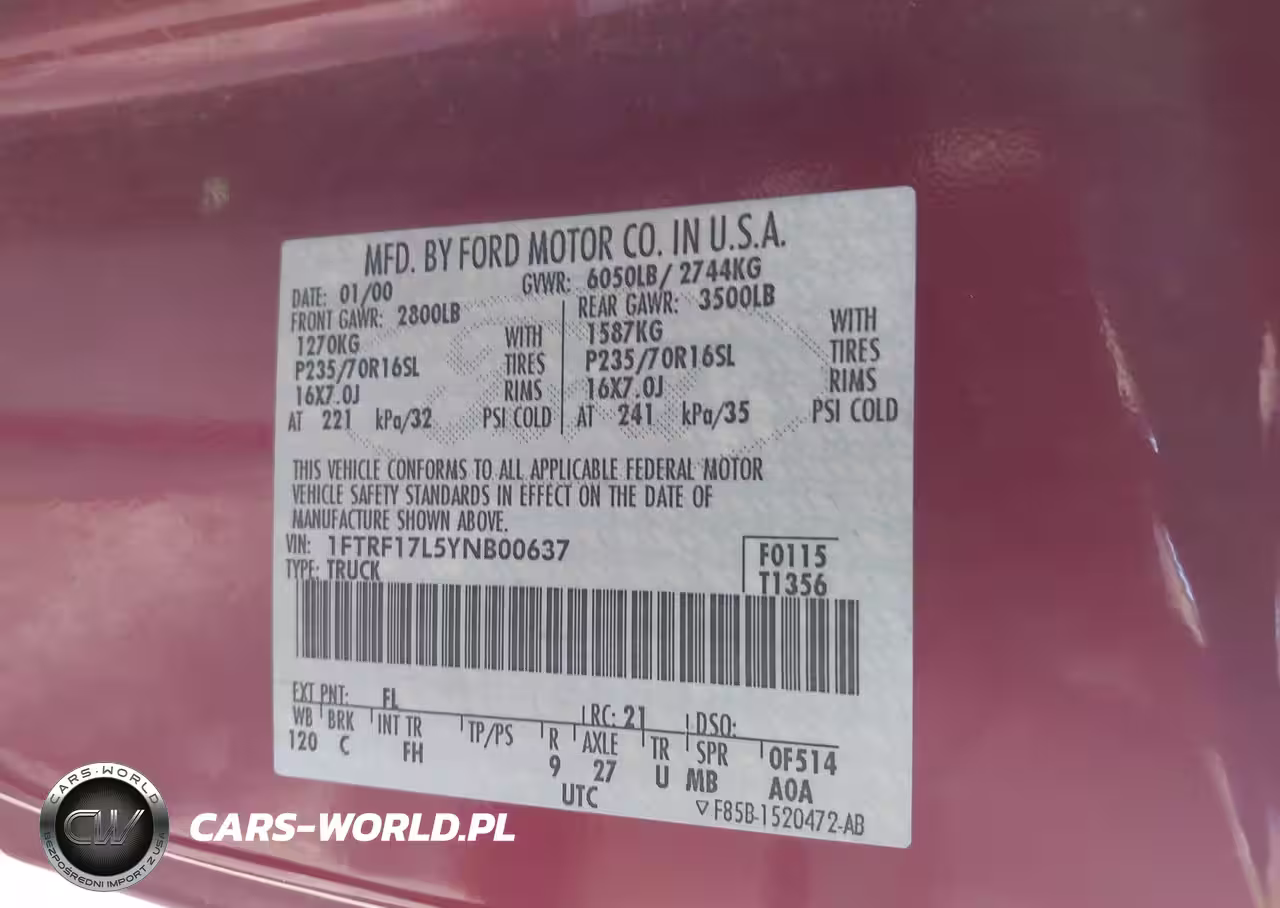 MFD. BY FORD MOTOR CO. IN U.S.A.
DATE: 01/00 GVWR: 6050LB/ 2744KG
FRONT GAWR: 2800LB REAR GAWR: 3500LB
1270KG WITH 1587KG WITH
P235/70R16SL TIRES P235/70R16SL TIRES
16X7.0J RIMS 16X7.0J RIMS
AT 221 kPa/32 PSI COLD AT 241 kPa/35 PSI COLD
THIS VEHICLE CONFORMS TO ALL APPLICABLE FEDERAL MOTOR
VEHICLE SAFETY STANDARDS IN EFFECT ON THE DATE OF
MANUFACTURE SHOWN ABOVE.
VIN: 1FTRF17L5YNB00637 F0115
TYPE: TRUCK T1356
EXT PNT: FL RC: 21 DSO:
WB BRK INT TR TP/PS R AXLE TR SPR 0F514
120 C FH 9 27 U MB A0A
UTC ▽F85B-1520472-AB
CARS-WORLD
CW
BEZPOŚREDNI IMPORT Z USA
CARS-WORLD.PL